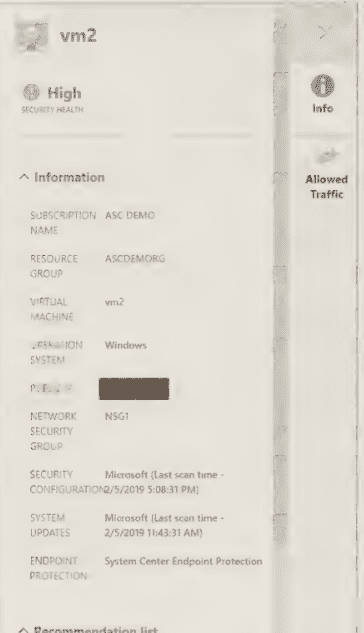 vm2
High
SECURITY HEALTH
Info
Allowed
Traffic
Information
SUBSCRIPTION ASC DEMO
NAME
RESOURCE ASCDEMORG
GROUP
VIRTUAL vm2
MACHINE
Windows
SYSTEM
NETWORK NSG1
SECURITY
GROUP
SECURITY Microsoft (Last scan time -
CONFIGURATION 2/5/2019 5:08:31 PM)
SYSTEM Microsoft (Last scan time -
UPDATES 2/5/2019 11:43:31 AM)
ENDPOINT System Center Endpoint Protection
PROTECTION
Recommendation list